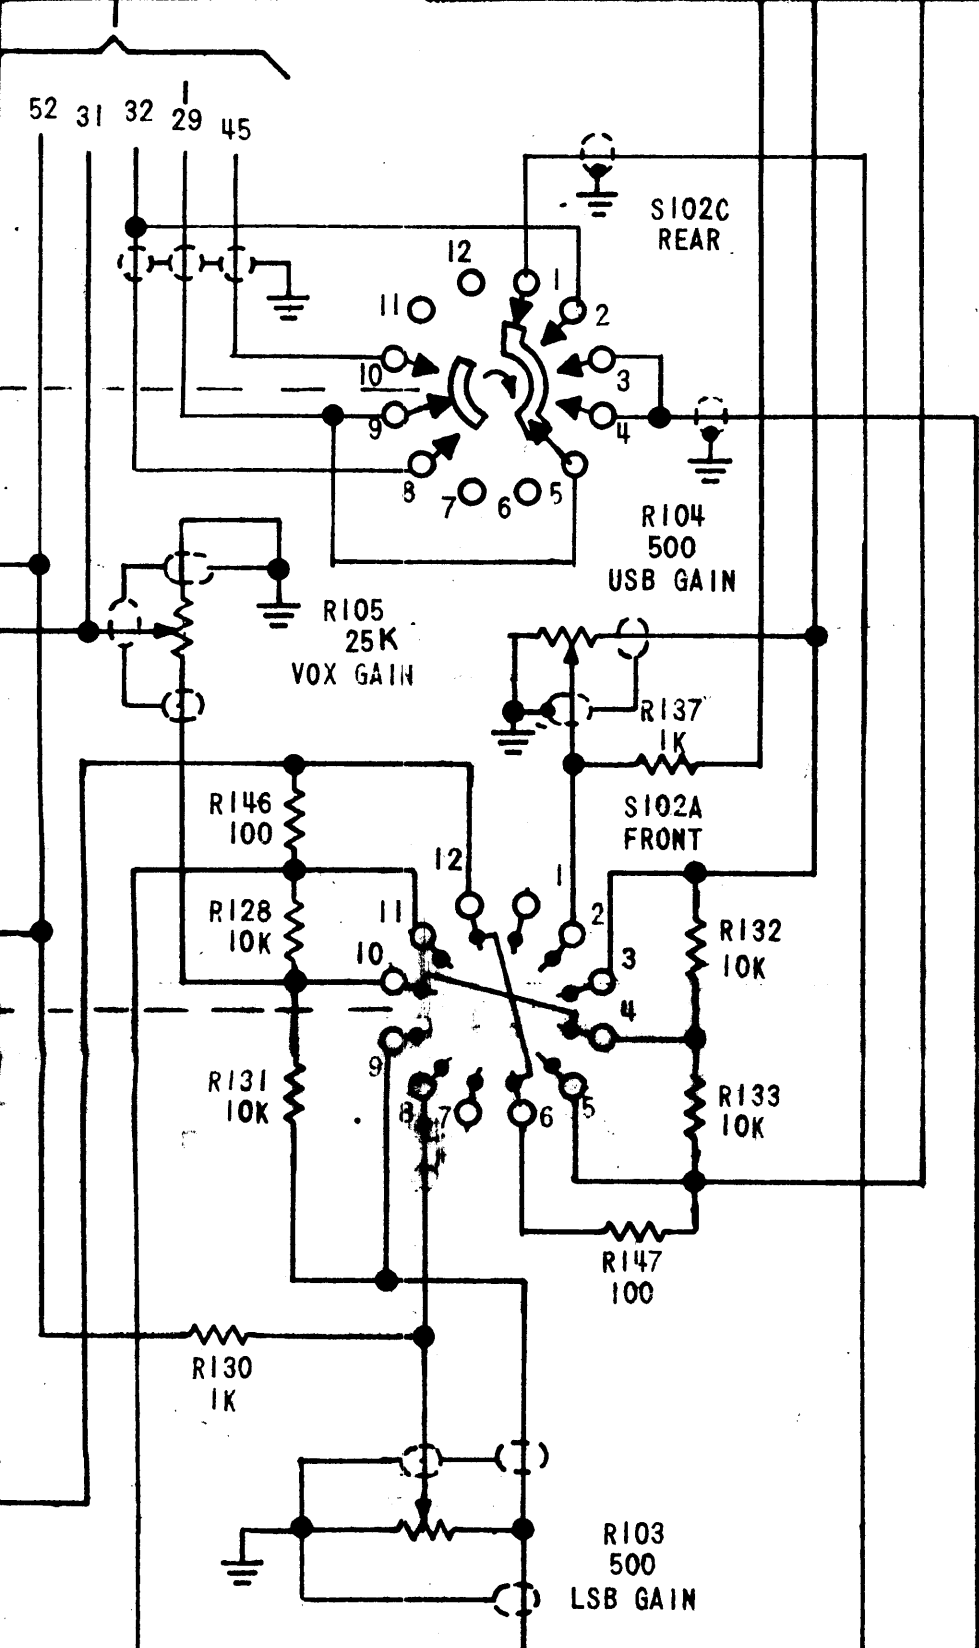 52 31 32 29 45
S102C
REAR
12
1
11
2
10
3
9
4
8
7
6
5
R104
500
USB GAIN
R105
25K
VOX GAIN
R137
1K
R146
100
S102A
FRONT
12
1
11
2
R128
10K
R132
10K
10
3
4
9
R131
10K
R133
10K
8
7
6
5
R147
100
R130
1K
R103
500
LSB GAIN